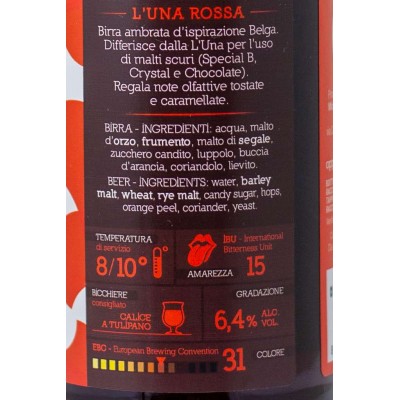 L'UNA ROSSA
Birra ambrata d'ispirazione Belga.
Differisce dalla L'Una per l'uso
di malti scuri (Special B,
Crystal e Chocolate).
Regala note olfattive tostate
e caramellate.
BIRRA - INGREDIENTI: acqua, malto
d'orzo, frumento, malto di segale,
zucchero candito, luppolo, buccia
d'arancia, coriandolo, lievito.
BEER - INGREDIENTS: water, barley
malt, wheat, rye malt, candy sugar, hops,
orange peel, coriander, yeast.
TEMPERATURA
di servizio
8/10°
IBU - International
Bitterness Unit
AMAREZZA 15
BICCHIERE
consigliato
CALICE
A TULIPANO
GRADAZIONE
6,4% ALC. VOL.
EBC - European Brewing Convention
31 COLORE